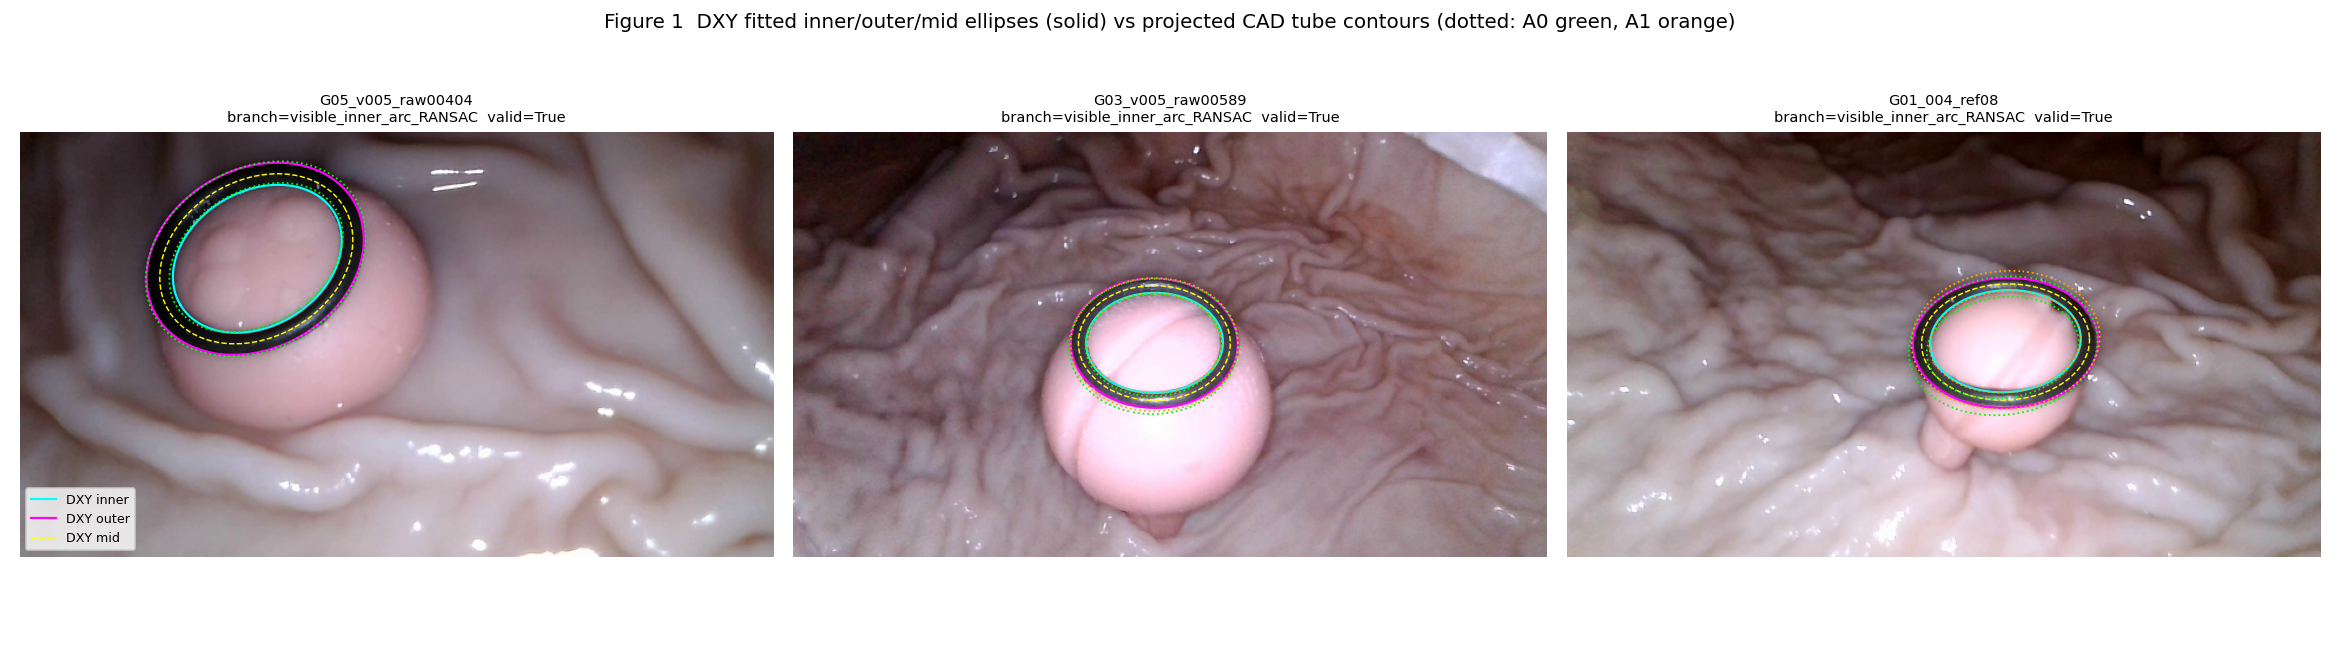 Figure 1  DXY fitted inner/outer/mid ellipses (solid) vs projected CAD tube contours (dotted: A0 green, A1 orange)
G05_v005_raw00404
branch=visible_inner_arc_RANSAC  valid=True
G03_v005_raw00589
branch=visible_inner_arc_RANSAC  valid=True
G01_004_ref08
branch=visible_inner_arc_RANSAC  valid=True
DXY inner
DXY outer
DXY mid